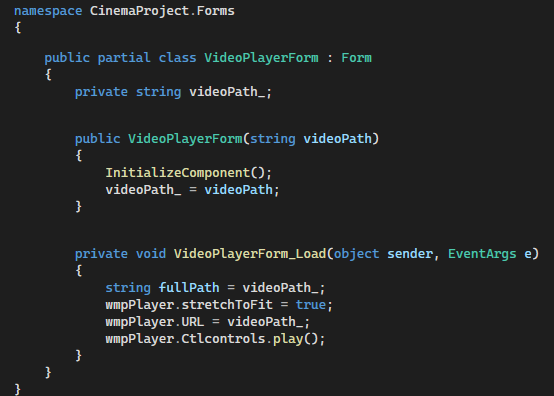 namespace CinemaProject.Forms
{
public partial class VideoPlayerForm : Form
{
private string videoPath_;
public VideoPlayerForm(string videoPath)
{
InitializeComponent();
videoPath_ = videoPath;
}
private void VideoPlayerForm_Load(object sender, EventArgs e)
{
string fullPath = videoPath_;
wmpPlayer.stretchToFit = true;
wmpPlayer.URL = videoPath_;
wmpPlayer.Ctlcontrols.play();
}
}
}